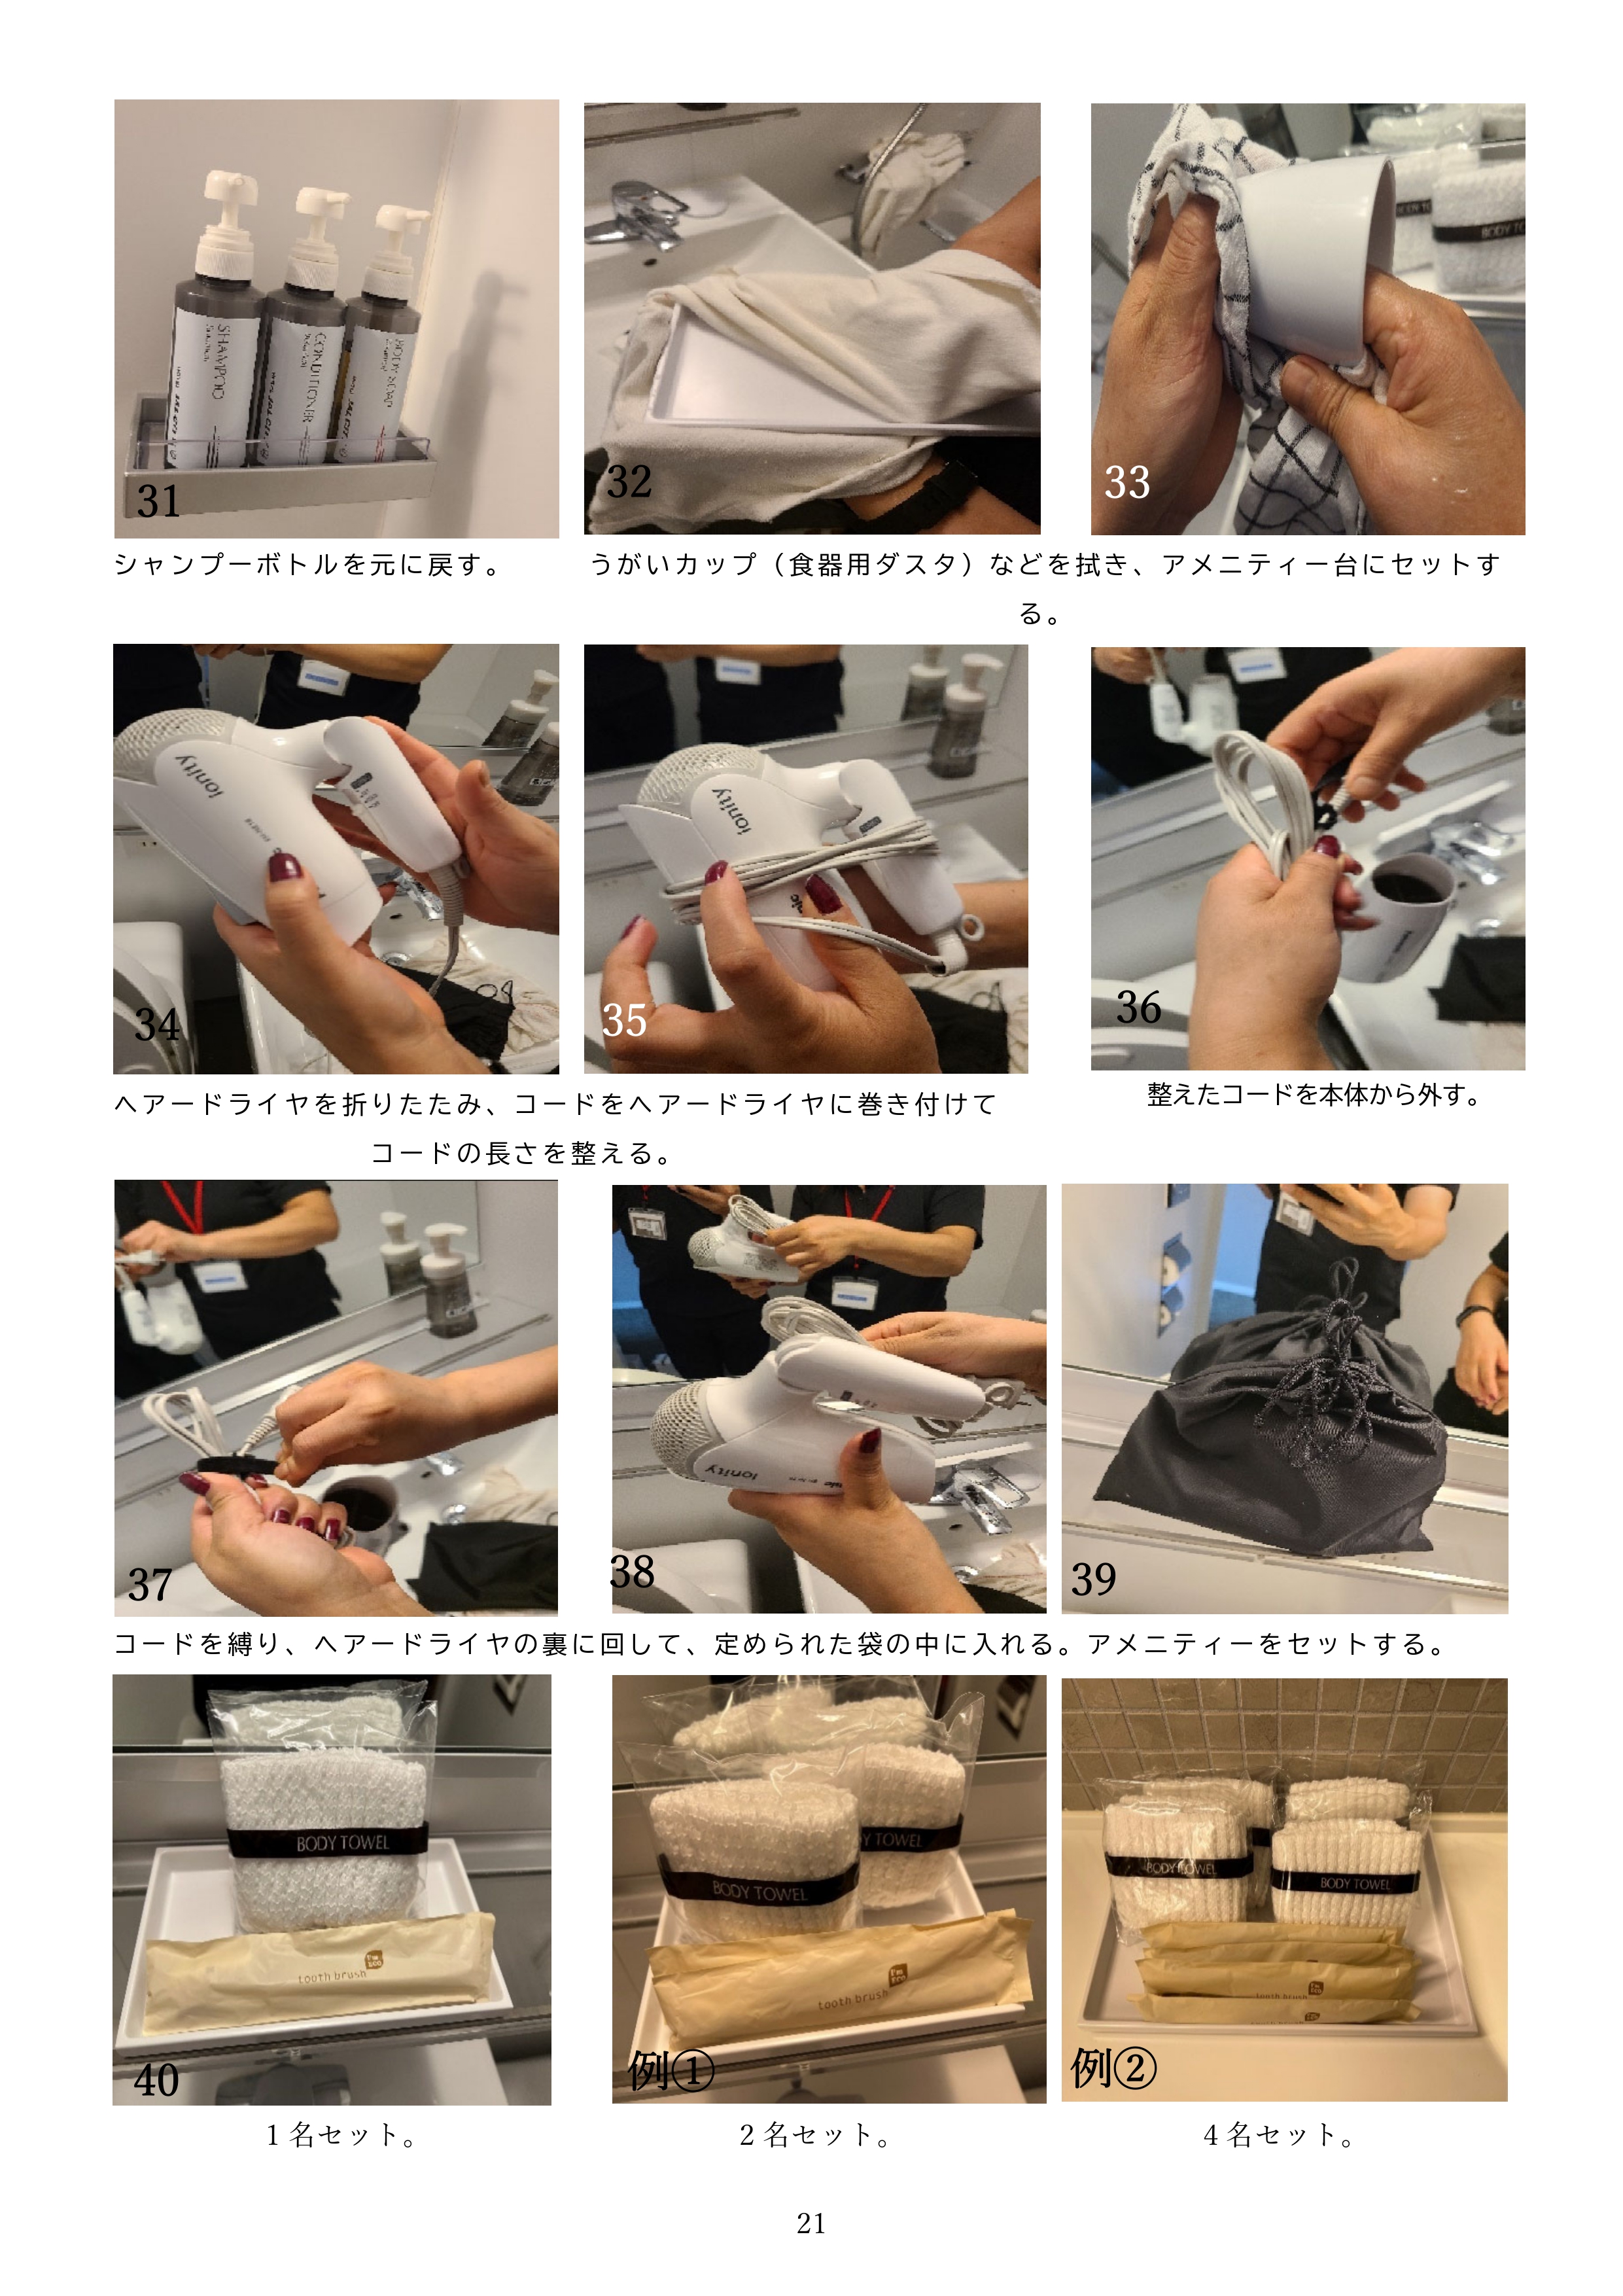 SHAMPOO
CONDITIONER
BODY SOAP
BODY TO
31
32
33
シャンプーボトルを元に戻す。
うがいカップ（食器用ダスタ）などを拭き、アメニティー台にセットす
る。
ionity
ionity
34
35
36
ヘアードライヤを折りたたみ、コードをヘアードライヤに巻き付けて
コードの長さを整える。
整えたコードを本体から外す。
ionity
37
38
39
コードを縛り、ヘアードライヤの裏に回して、定められた袋の中に入れる。アメニティーをセットする。
BODY TOWEL
tooth brush
40
Y TOWEL
BODY TOWEL
tooth brush
例①
BODY TOWEL
BODY TOWEL
tooth brush
例②
1 名セット。
2 名セット。
4 名セット。
21